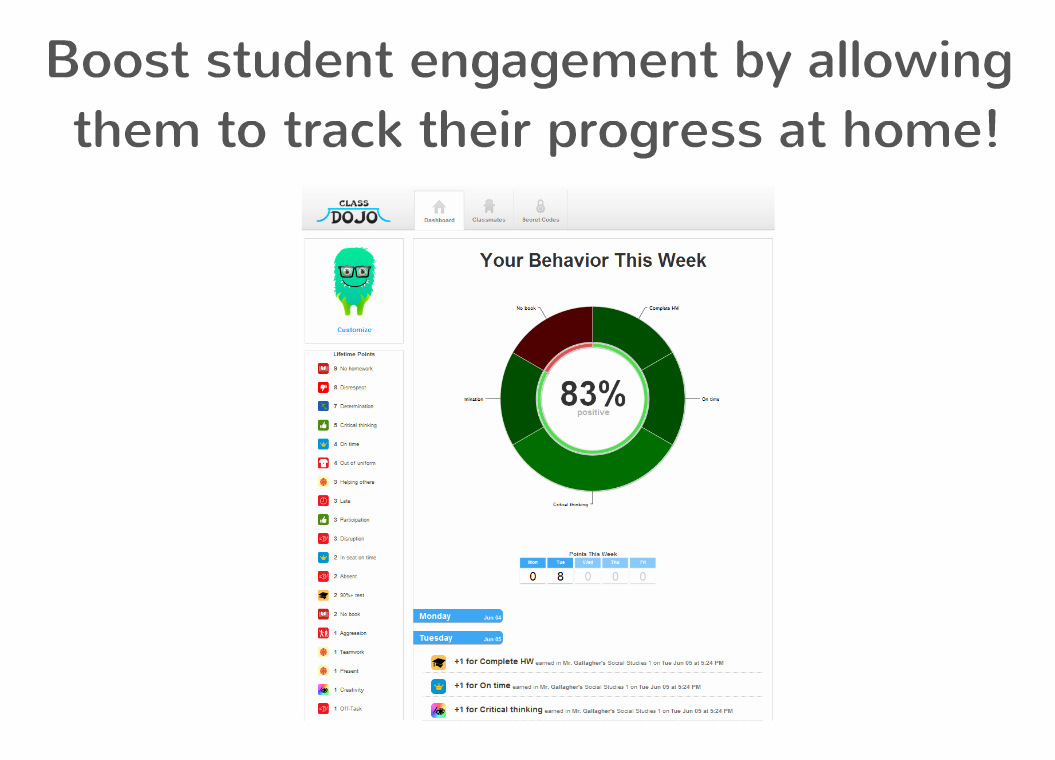 Boost student engagement by allowing
them to track their progress at home!
CLASS
DOJO
Dashboard
Classmates
Secret Codes
Customize
Lifetime Points
9 No homework
8 Disrespect
7 Determination
5 Critical thinking
4 On time
4 Out of uniform
3 Helping others
3 Late
3 Participation
3 Disruption
2 In seat on time
2 Absent
2 90%+ test
2 No book
1 Aggression
1 Teamwork
1 Present
1 Creativity
1 Off-Task
Your Behavior This Week
No book
Complete HW
mination
On time
Critical thinking
83%
positive
Points This Week
Mon Tue Wed Thu Fri
0 8 0 0 0
Monday Jun 04
Tuesday Jun 05
+1 for Complete HW earned in Mr. Gallagher's Social Studies 1 on Tue Jun 05 at 5:24 PM
+1 for On time earned in Mr. Gallagher's Social Studies 1 on Tue Jun 05 at 5:24 PM
+1 for Critical thinking earned in Mr. Gallagher's Social Studies 1 on Tue Jun 05 at 5:24 PM